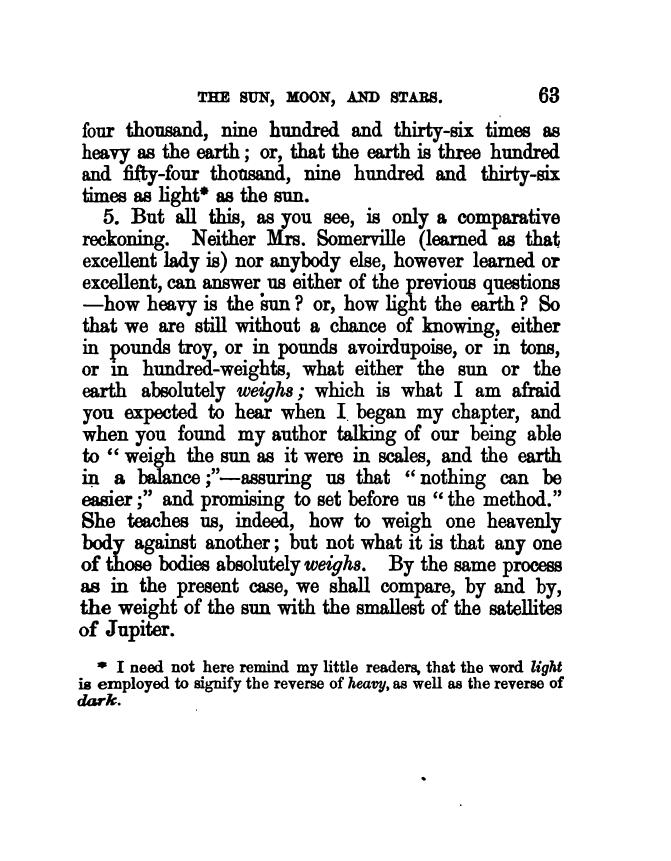 THE SUN, MOON, AND STARS. 63
four thousand, nine hundred and thirty-six times as
heavy as the earth; or, that the earth is three hundred
and fifty-four thousand, nine hundred and thirty-six
times as light* as the sun.
5. But all this, as you see, is only a comparative
reckoning. Neither Mrs. Somerville (learned as that
excellent lady is) nor anybody else, however learned or
excellent, can answer us either of the previous questions
—how heavy is the sun? or, how light the earth? So
that we are still without a chance of knowing, either
in pounds troy, or in pounds avoirdupoise, or in tons,
or in hundred-weights, what either the sun or the
earth absolutely weighs; which is what I am afraid
you expected to hear when I began my chapter, and
when you found my author talking of our being able
to “weigh the sun as it were in scales, and the earth
in a balance;”—assuring us that “nothing can be
easier;” and promising to set before us “the method.”
She teaches us, indeed, how to weigh one heavenly
body against another; but not what it is that any one
of those bodies absolutely weighs. By the same process
as in the present case, we shall compare, by and by,
the weight of the sun with the smallest of the satellites
of Jupiter.
* I need not here remind my little readers, that the word light
is employed to signify the reverse of heavy, as well as the reverse of
dark.